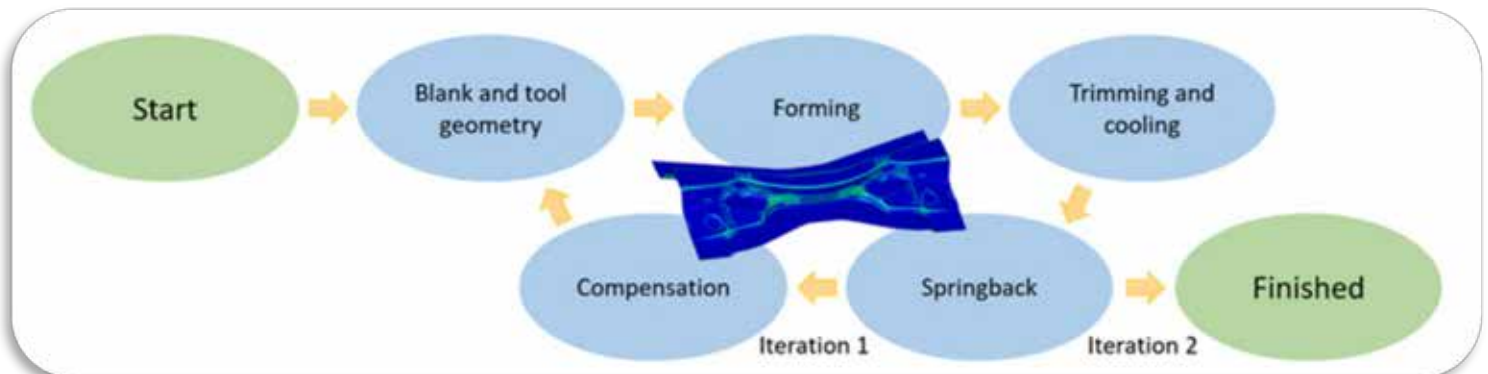 Start
Blank and tool
geometry
Forming
Trimming and
cooling
Compensation
Springback
Finished
Iteration 1
Iteration 2